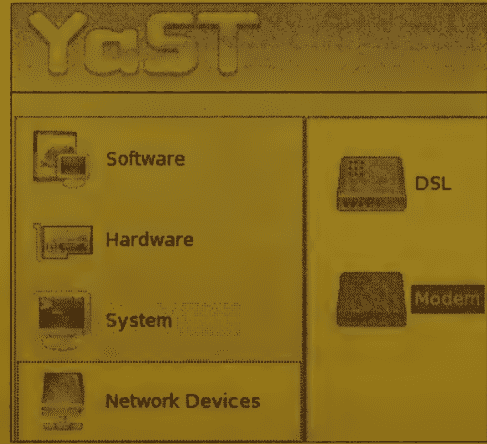 YaST
Software
Hardware
System
Network Devices
DSL
Modem